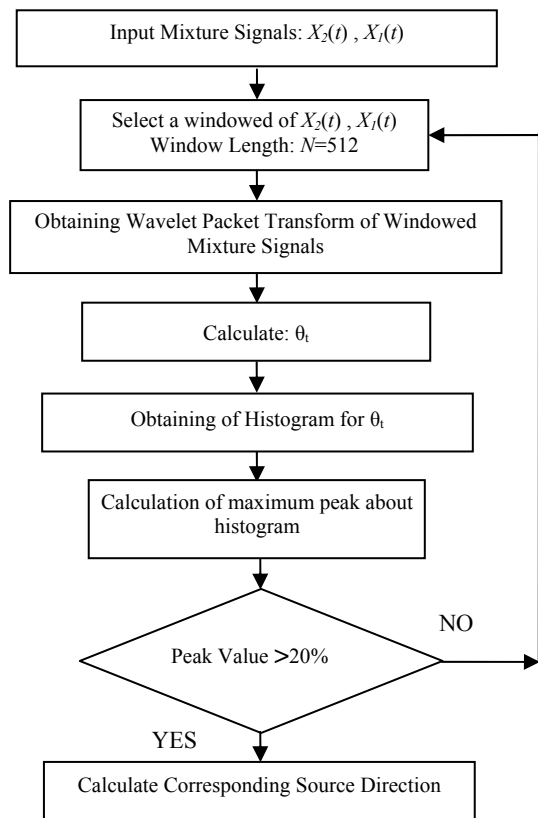 Input Mixture Signals: X2(t) , X1(t)
Select a windowed of X2(t) , X1(t)
Window Length: N=512
Obtaining Wavelet Packet Transform of Windowed
Mixture Signals
Calculate: θt
Obtaining of Histogram for θt
Calculation of maximum peak about
histogram
Peak Value >20%
NO
YES
Calculate Corresponding Source Direction